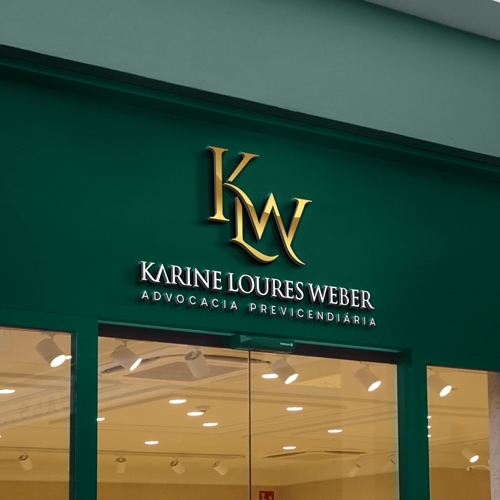 KLW
KARINE LOURES WEBER
ADVOCACIA PREVICENDIÁRIA